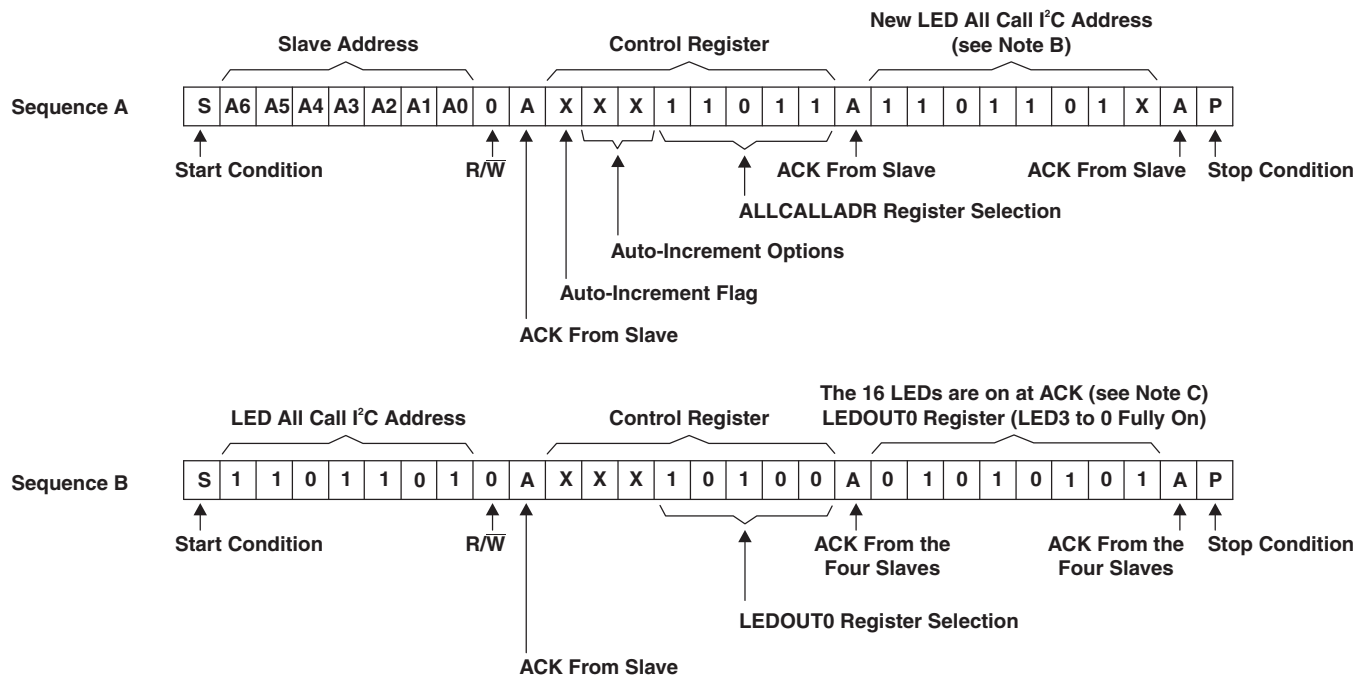 New LED All Call I²C Address
Slave Address Control Register (see Note B)
Sequence A S A6 A5 A4 A3 A2 A1 A0 0 A X X X 1 1 0 1 1 A 1 1 0 1 1 0 1 X A P
Start Condition R/W̅ ACK From Slave ACK From Slave Stop Condition
ALLCALLADR Register Selection
Auto-Increment Options
Auto-Increment Flag
ACK From Slave
The 16 LEDs are on at ACK (see Note C)
LED All Call I²C Address Control Register LEDOUT0 Register (LED3 to 0 Fully On)
Sequence B S 1 1 0 1 1 0 1 0 A X X X 1 0 1 0 0 A 0 1 0 1 0 1 0 1 A P
Start Condition R/W̅ ACK From the ACK From the Stop Condition
Four Slaves Four Slaves
LEDOUT0 Register Selection
ACK From Slave